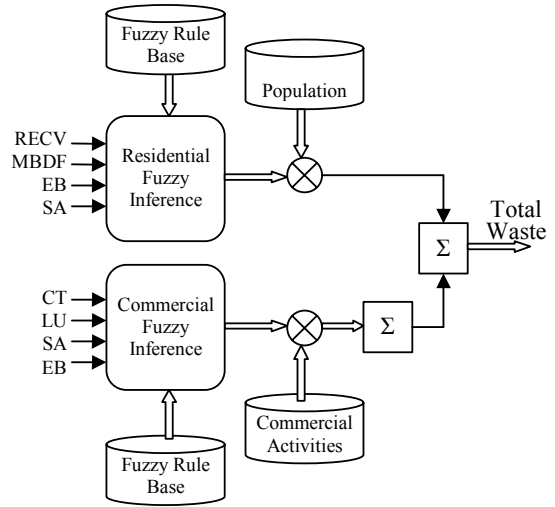 Fuzzy Rule
Base
Population
RECV
MBDF
EB
SA
Residential
Fuzzy
Inference
Total
Waste
Σ
CT
LU
SA
EB
Commercial
Fuzzy
Inference
Σ
Commercial
Activities
Fuzzy Rule
Base